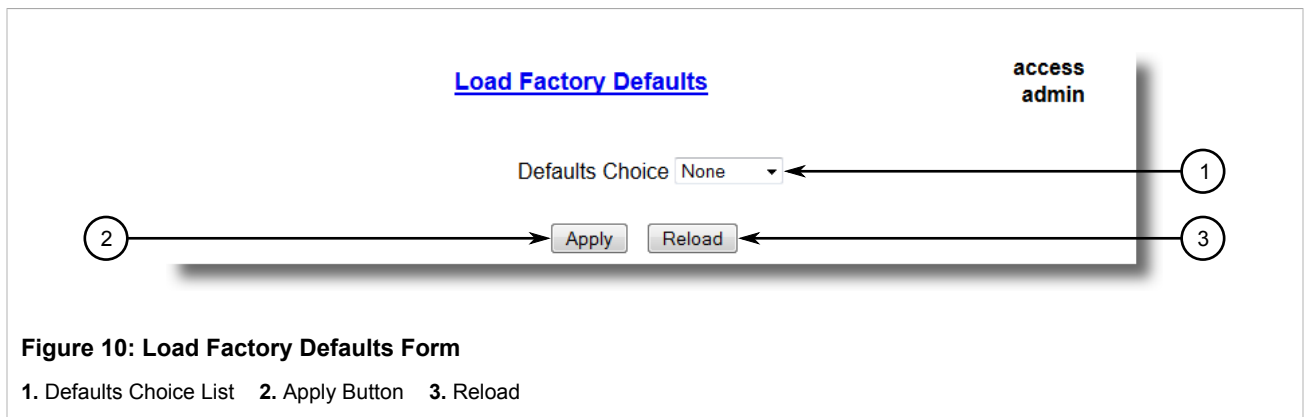 Load Factory Defaults
access
admin
Defaults Choice None
1
2
Apply Reload
3
Figure 10: Load Factory Defaults Form
1. Defaults Choice List 2. Apply Button 3. Reload